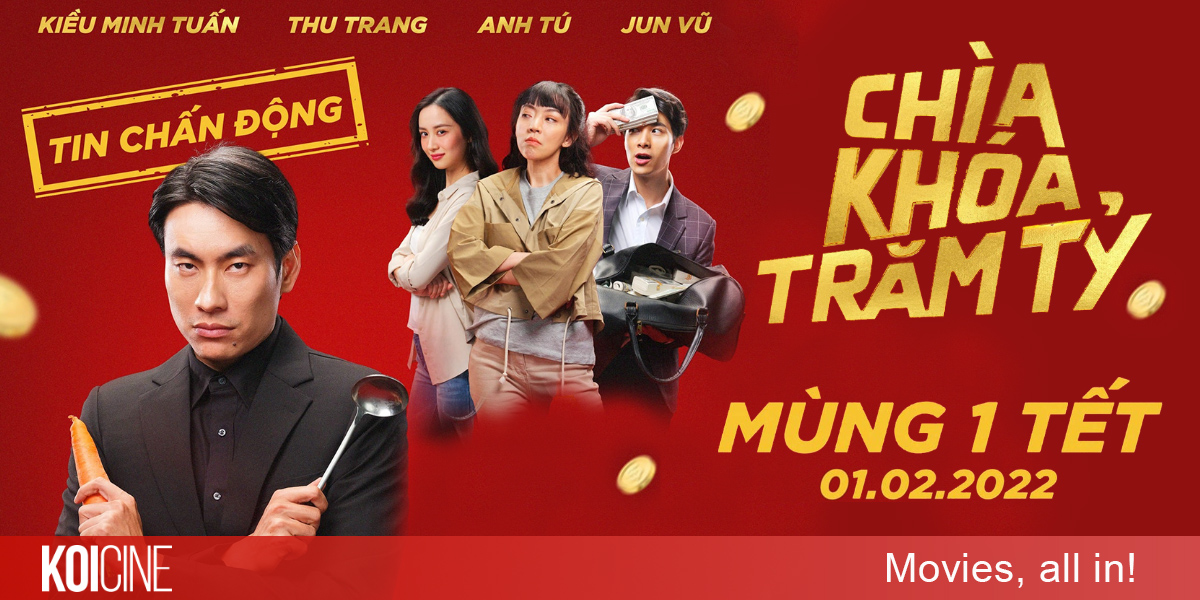 KIỀU MINH TUẤN THU TRANG ANH TÚ JUN VŨ
TIN CHẤN ĐỘNG
CHÌA
KHÓA
TRĂM TỶ
MÙNG 1 TẾT
01.02.2022
KOICINE
Movies, all in!